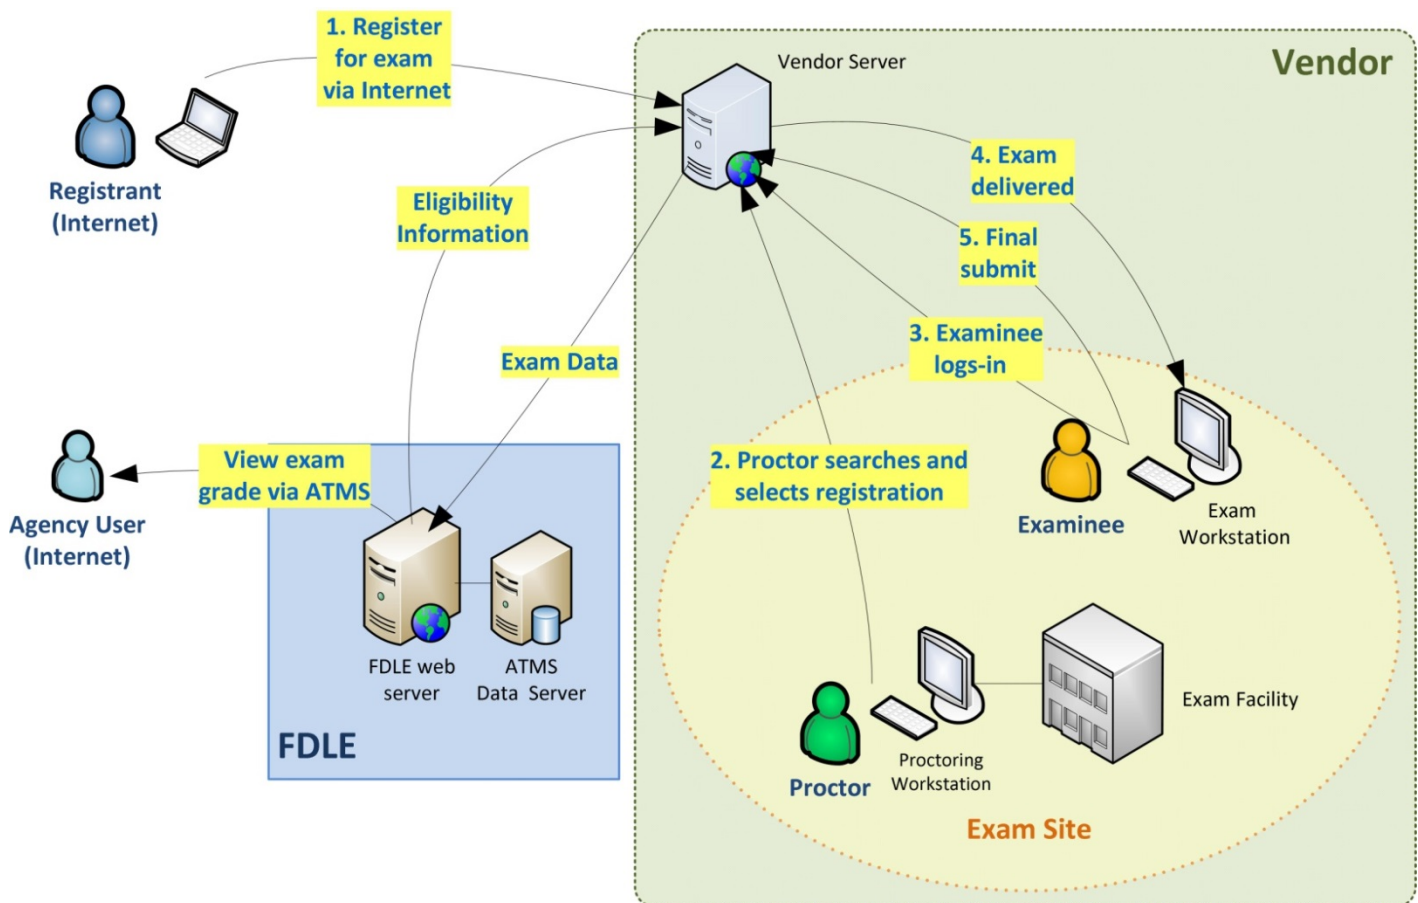 1. Register
for exam
via Internet
Vendor Server
Vendor
Registrant
(Internet)
Eligibility
Information
4. Exam
delivered
5. Final
submit
3. Examinee
logs-in
Exam Data
View exam
grade via ATMS
Agency User
(Internet)
2. Proctor searches and
selects registration
Examinee
Exam
Workstation
FDLE web
server
ATMS
Data Server
FDLE
Exam Facility
Proctor
Proctoring
Workstation
Exam Site